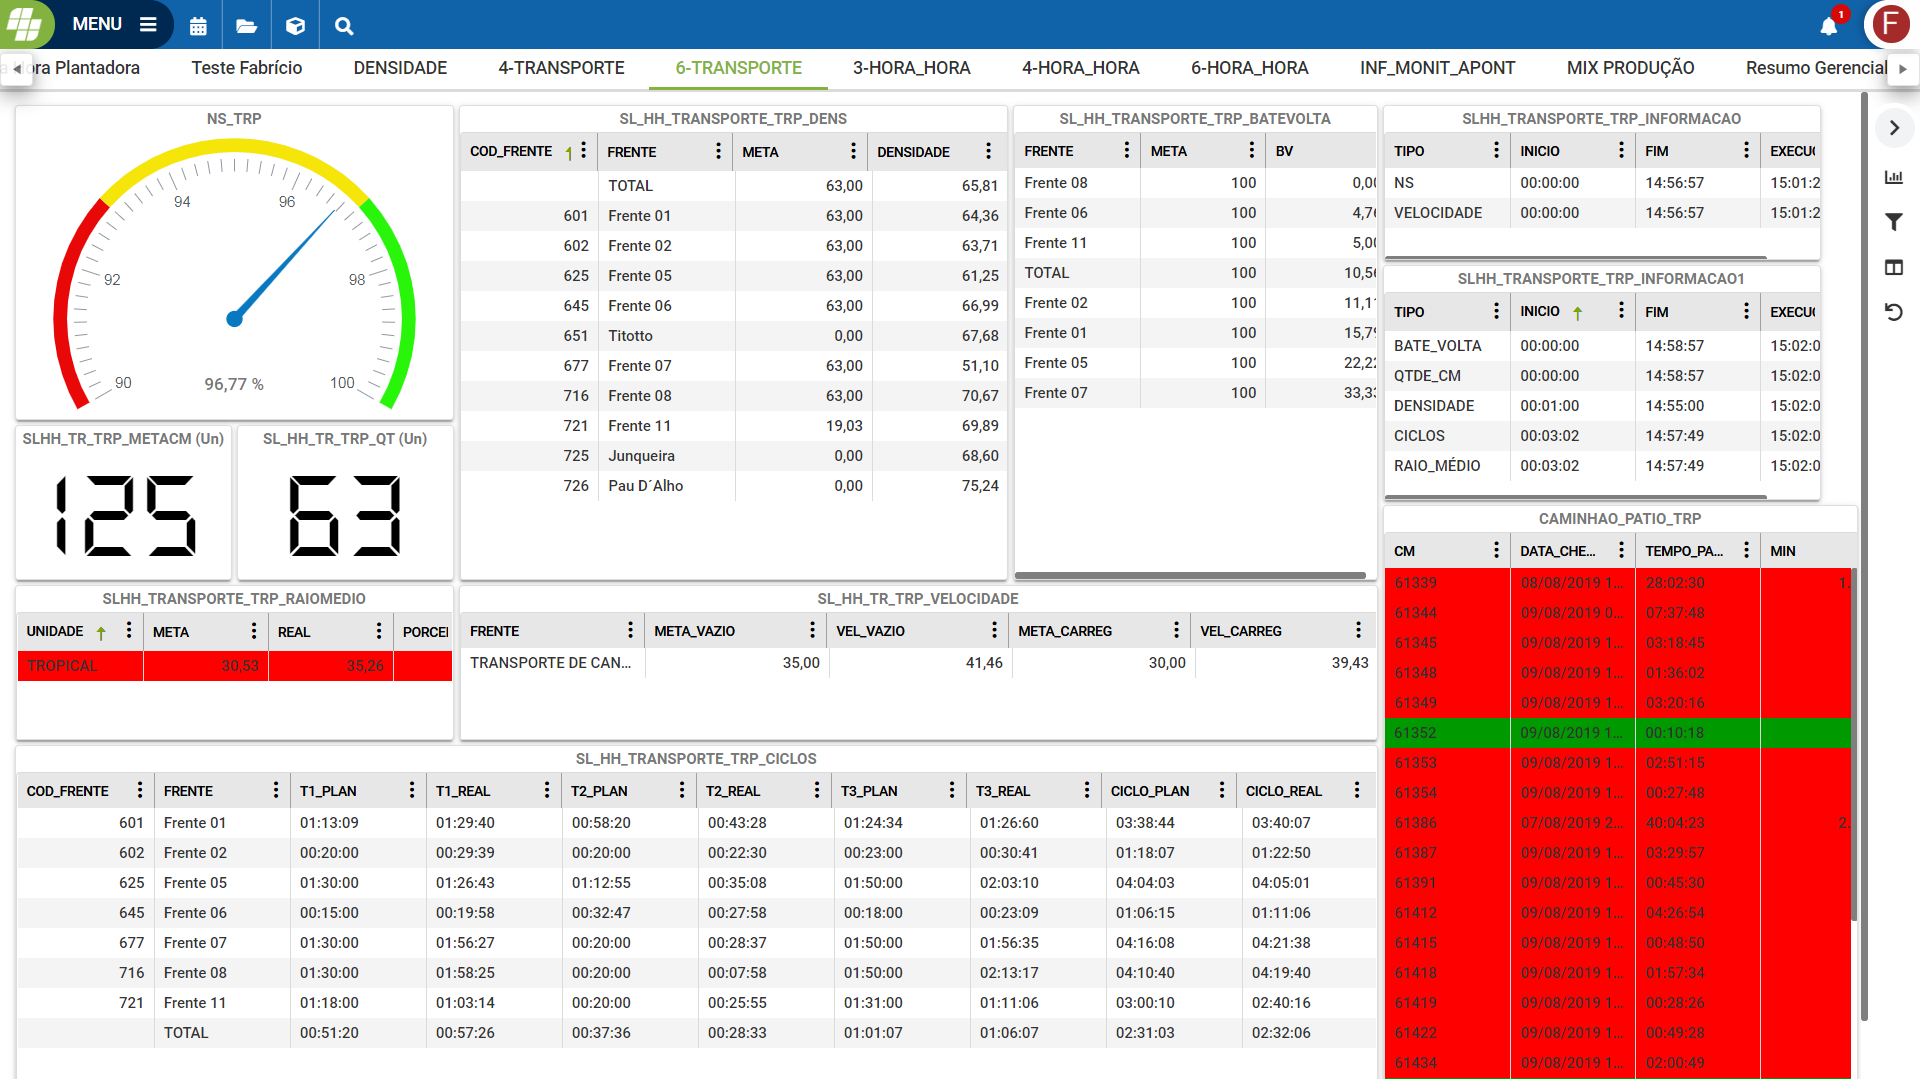 MENU
1
F
ora Plantadora Teste Fabrício DENSIDADE 4-TRANSPORTE 6-TRANSPORTE 3-HORA_HORA 4-HORA_HORA 6-HORA_HORA INF_MONIT_APONT MIX PRODUÇÃO Resumo Gerencial
NS_TRP
90
92
94
96
98
100
96,77 %
SLHH_TR_TRP_METACM (Un)
125
SL_HH_TR_TRP_QT (Un)
63
SL_HH_TRANSPORTE_TRP_DENS
COD_FRENTE FRENTE META DENSIDADE
TOTAL 63,00 65,81
601 Frente 01 63,00 64,36
602 Frente 02 63,00 63,71
625 Frente 05 63,00 61,25
645 Frente 06 63,00 66,99
651 Titotto 0,00 67,68
677 Frente 07 63,00 51,10
716 Frente 08 63,00 70,67
721 Frente 11 19,03 69,89
725 Junqueira 0,00 68,60
726 Pau D´Alho 0,00 75,24
SL_HH_TRANSPORTE_TRP_BATEVOLTA
FRENTE META BV
Frente 08 100 0,00
Frente 06 100 4,76
Frente 11 100 5,00
TOTAL 100 10,56
Frente 02 100 11,11
Frente 01 100 15,79
Frente 05 100 22,22
Frente 07 100 33,33
SLHH_TRANSPORTE_TRP_INFORMACAO
TIPO INICIO FIM EXECUC
NS 00:00:00 14:56:57 15:01:2
VELOCIDADE 00:00:00 14:56:57 15:01:2
SLHH_TRANSPORTE_TRP_INFORMACAO1
TIPO INICIO FIM EXECUC
BATE_VOLTA 00:00:00 14:58:57 15:02:0
QTDE_CM 00:00:00 14:58:57 15:02:0
DENSIDADE 00:01:00 14:55:00 15:02:0
CICLOS 00:03:02 14:57:49 15:02:0
RAIO_MÉDIO 00:03:02 14:57:49 15:02:0
SLHH_TRANSPORTE_TRP_RAIOMEDIO
UNIDADE META REAL PORCEI
TROPICAL 30,53 35,26
SL_HH_TR_TRP_VELOCIDADE
FRENTE META_VAZIO VEL_VAZIO META_CARREG VEL_CARREG
TRANSPORTE DE CAN... 35,00 41,46 30,00 39,43
SL_HH_TRANSPORTE_TRP_CICLOS
COD_FRENTE FRENTE T1_PLAN T1_REAL T2_PLAN T2_REAL T3_PLAN T3_REAL CICLO_PLAN CICLO_REAL
601 Frente 01 01:13:09 01:29:40 00:58:20 00:43:28 01:24:34 01:26:60 03:38:44 03:40:07
602 Frente 02 00:20:00 00:29:39 00:20:00 00:22:30 00:23:00 00:30:41 01:18:07 01:22:50
625 Frente 05 01:30:00 01:26:43 01:12:55 00:35:08 01:50:00 02:03:10 04:04:03 04:05:01
645 Frente 06 00:15:00 00:19:58 00:32:47 00:27:58 00:18:00 00:23:09 01:06:15 01:11:06
677 Frente 07 01:30:00 01:56:27 00:20:00 00:28:37 01:50:00 01:56:35 04:16:08 04:21:38
716 Frente 08 01:30:00 01:58:25 00:20:00 00:07:58 01:50:00 02:13:17 04:10:40 04:19:40
721 Frente 11 01:18:00 01:03:14 00:20:00 00:25:55 01:31:00 01:11:06 03:00:10 02:40:16
TOTAL 00:51:20 00:57:26 00:37:36 00:28:33 01:01:07 01:06:07 02:31:03 02:32:06
CAMINHAO_PATIO_TRP
CM DATA_CHE... TEMPO_PA... MIN
61339 08/08/2019 1... 28:02:30 1.
61344 09/08/2019 0... 07:37:48
61345 09/08/2019 1... 03:18:45
61348 09/08/2019 1... 01:36:02
61349 09/08/2019 1... 03:20:16
61352 09/08/2019 1... 00:10:18
61353 09/08/2019 1... 02:51:15
61354 09/08/2019 1... 00:27:48
61386 07/08/2019 2... 40:04:23 2.
61387 09/08/2019 1... 03:29:57
61391 09/08/2019 1... 00:45:30
61412 09/08/2019 1... 04:26:54
61415 09/08/2019 1... 00:48:50
61418 09/08/2019 1... 01:57:34
61419 09/08/2019 1... 00:28:26
61422 09/08/2019 1... 00:49:28
61434 09/08/2019 1... 02:00:49